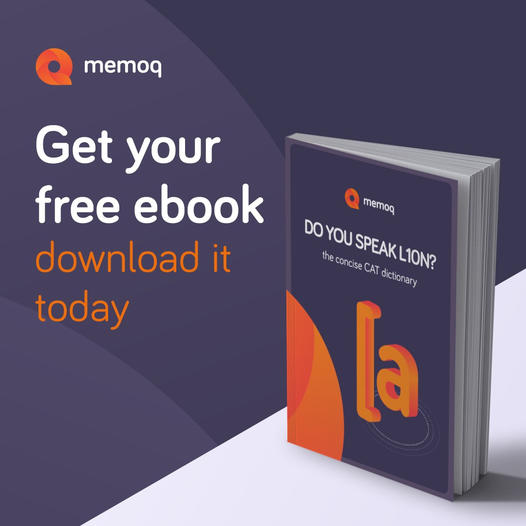 memoq
Get your
free ebook
download it
today
memoq
DO YOU SPEAK L10N?
the concise CAT dictionary
[a